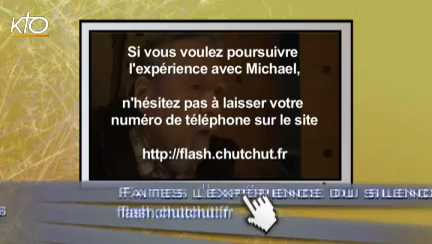 KTO
Si vous voulez poursuivre
l'expérience avec Michael,
n'hésitez pas à laisser votre
numéro de téléphone sur le site
http://flash.chutchut.fr
FAITES L'EXPÉRIENCE DU SILENC
flash.chutchut.fr